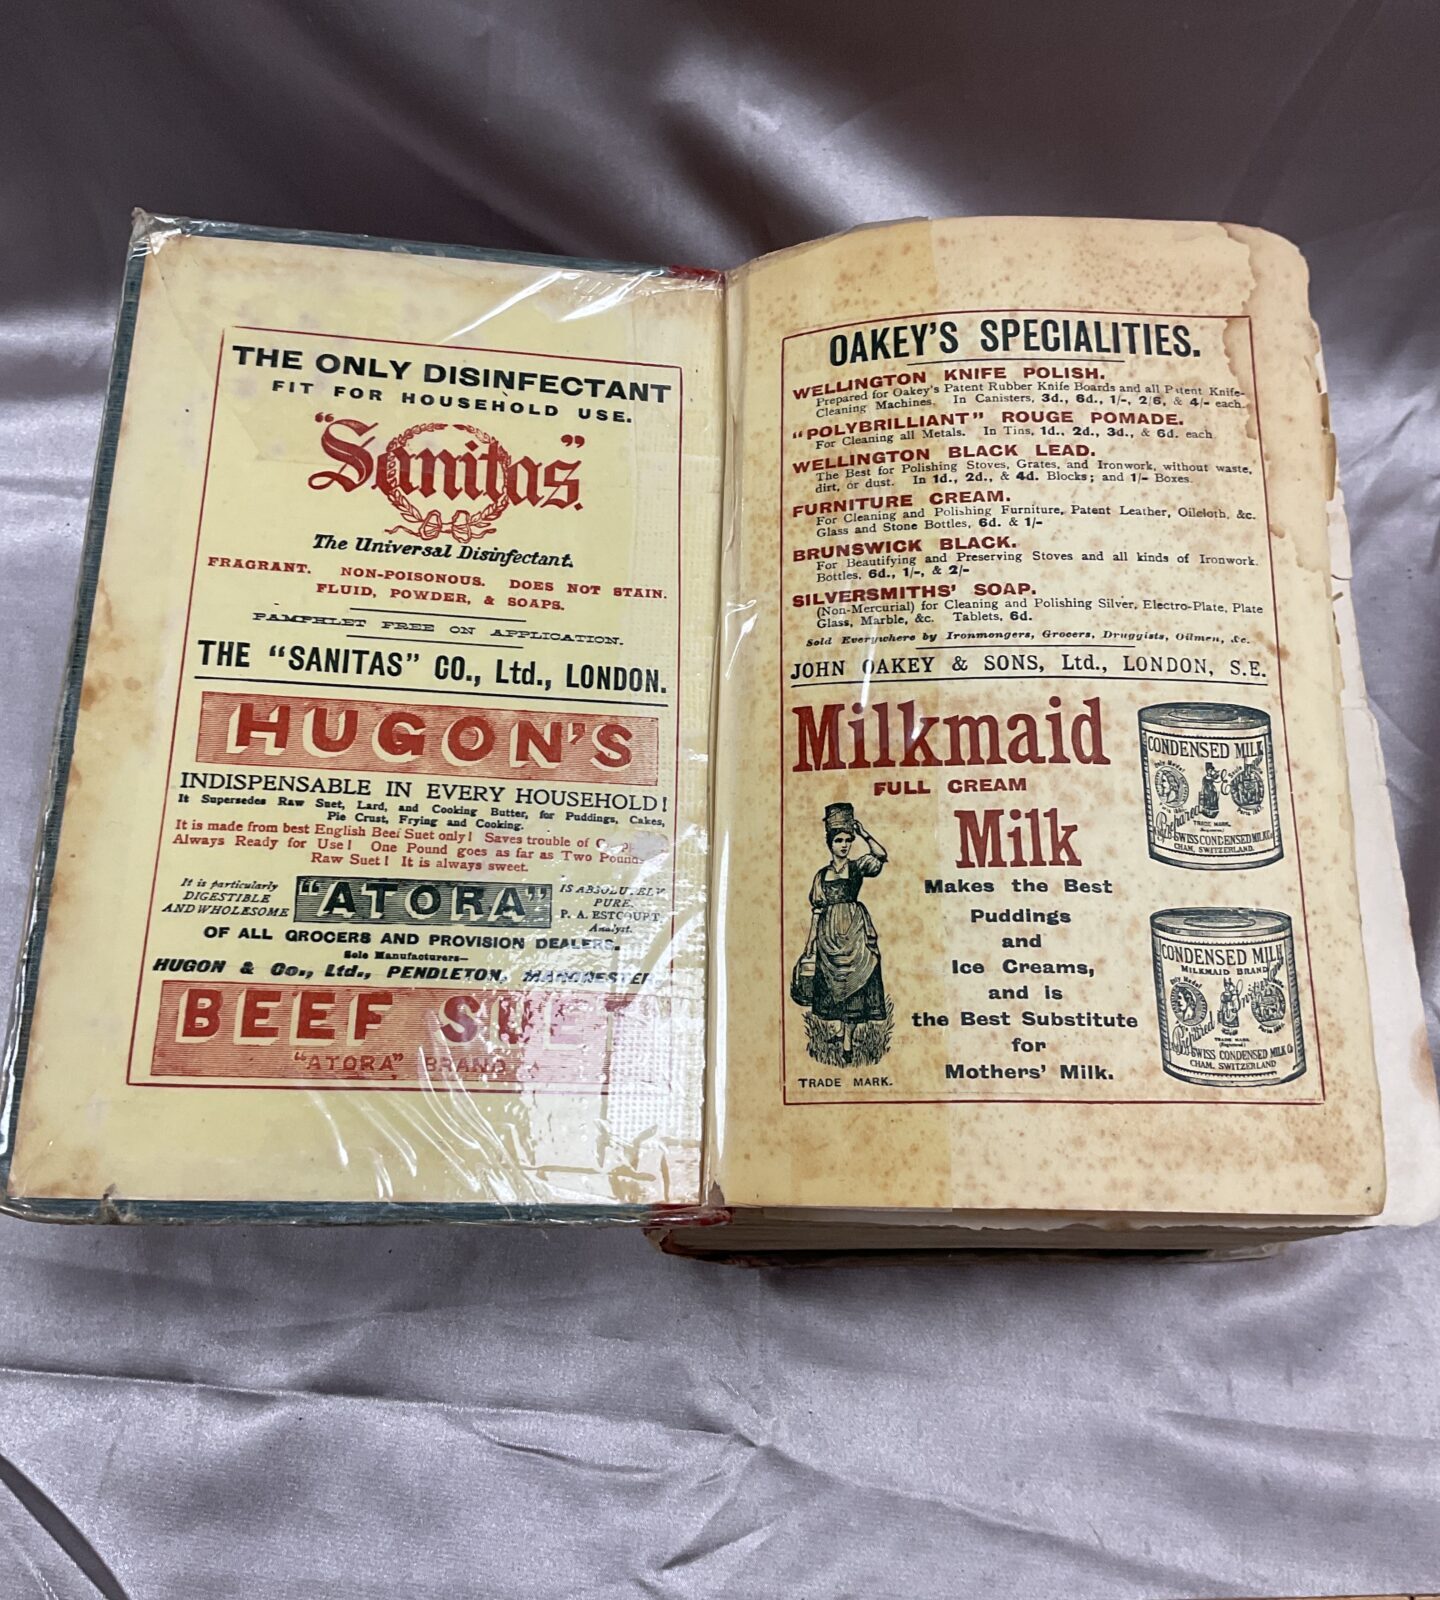 THE ONLY DISINFECTANT
FIT FOR HOUSEHOLD USE.
"Sanitas".
The Universal Disinfectant.
FRAGRANT. NON-POISONOUS. DOES NOT STAIN.
FLUID, POWDER, & SOAPS.
PAMPHLET FREE ON APPLICATION.
THE "SANITAS" CO., Ltd., LONDON.
HUGON'S
INDISPENSABLE IN EVERY HOUSEHOLD!
It Supersedes Raw Suet, Lard, and Cooking Butter, for Puddings, Cakes,
Pie Crust, Frying and Cooking.
It is made from best English Beef Suet only! Saves trouble of
Always Ready for Use! One Pound goes as far as Two Pounds
Raw Suet! It is always sweet.
It is particularly
DIGESTIBLE
AND WHOLESOME
"ATORA"
IS ABSOLUTELY
PURE.
P. A. ESTCOURT
Analyst.
OF ALL GROCERS AND PROVISION DEALERS.
Sole Manufacturers—
HUGON & Co., Ltd., PENDLETON, MANCHESTER
BEEF SUET
"ATORA" BRAND
OAKEY'S SPECIALITIES.
WELLINGTON KNIFE POLISH.
Prepared for Oakey's Patent Rubber Knife Boards and all Patent Knife-
Cleaning Machines. In Canisters, 3d., 6d., 1/-, 2/6, & 4/- each.
"POLYBRILLIANT" ROUGE POMADE.
For Cleaning all Metals. In Tins, 1d., 2d., 3d., & 6d. each
WELLINGTON BLACK LEAD.
The Best for Polishing Stoves, Grates, and Ironwork, without waste,
dirt, or dust. In 1d., 2d., & 4d. Blocks; and 1/- Boxes.
FURNITURE CREAM.
For Cleaning and Polishing Furniture, Patent Leather, Oilcloth, &c.
Glass and Stone Bottles, 6d. & 1/-
BRUNSWICK BLACK.
For Beautifying and Preserving Stoves and all kinds of Ironwork.
Bottles, 6d., 1/-, & 2/-
SILVERSMITHS' SOAP.
(Non-Mercurial) for Cleaning and Polishing Silver, Electro-Plate, Plate
Glass, Marble, &c. Tablets, 6d.
Sold Everywhere by Ironmongers, Grocers, Druggists, Oilmen, &c.
JOHN OAKEY & SONS, Ltd., LONDON, S.E.
Milkmaid
FULL CREAM
Milk
Makes the Best
Puddings
and
Ice Creams,
and is
the Best Substitute
for
Mothers' Milk.
TRADE MARK.
CONDENSED MILK
Only Medal
Prepared
TRADE MARK.
SWISS CONDENSED MILK Co
CHAM, SWITZERLAND.
CONDENSED MILK
MILKMAID BRAND
Only Medal
Prepared
TRADE MARK
SWISS CONDENSED MILK Co
CHAM, SWITZERLAND